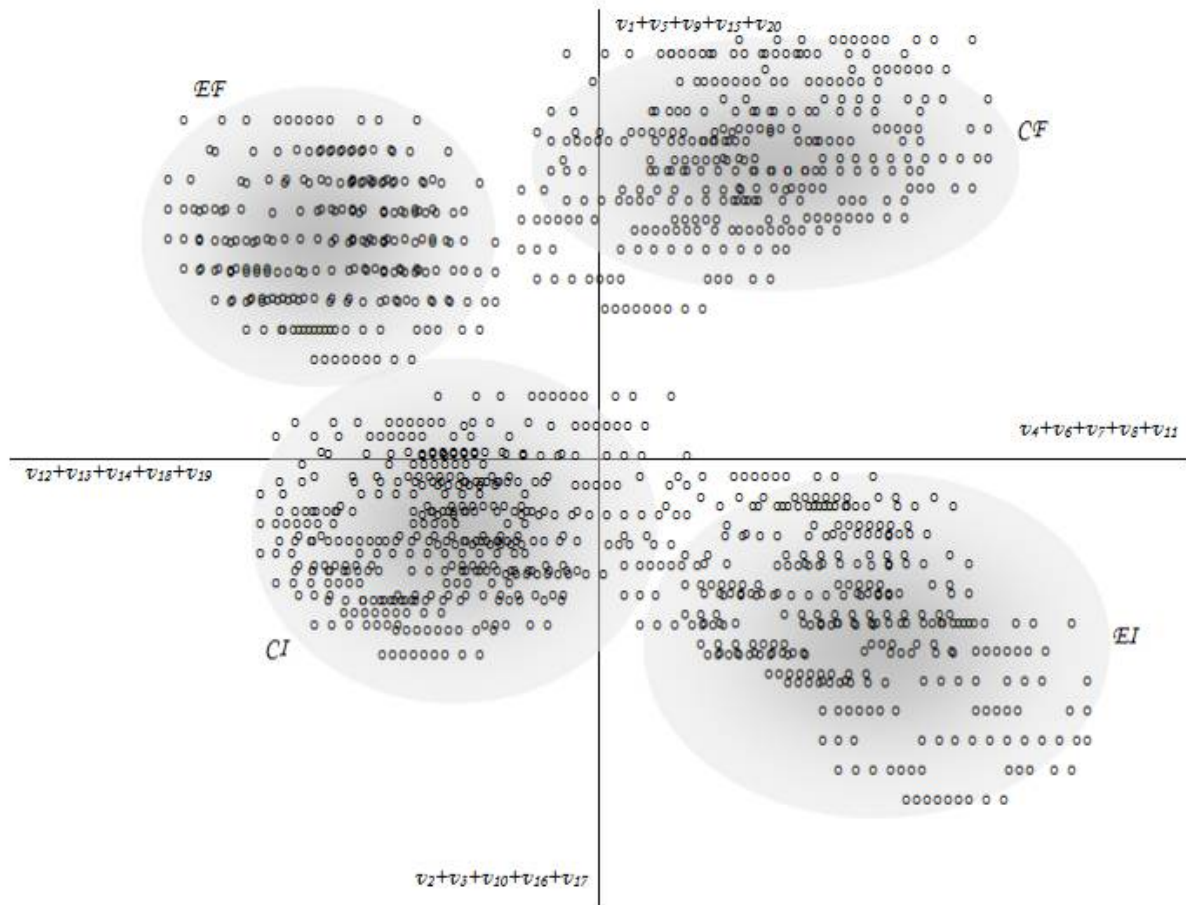 v₁+v₅+v₉+v₁₅+v₂₀
EF
CF
v₄+v₆+v₇+v₈+v₁₁
v₁₂+v₁₃+v₁₄+v₁₈+v₁₉
CI
EI
v₂+v₃+v₁₀+v₁₆+v₁₇